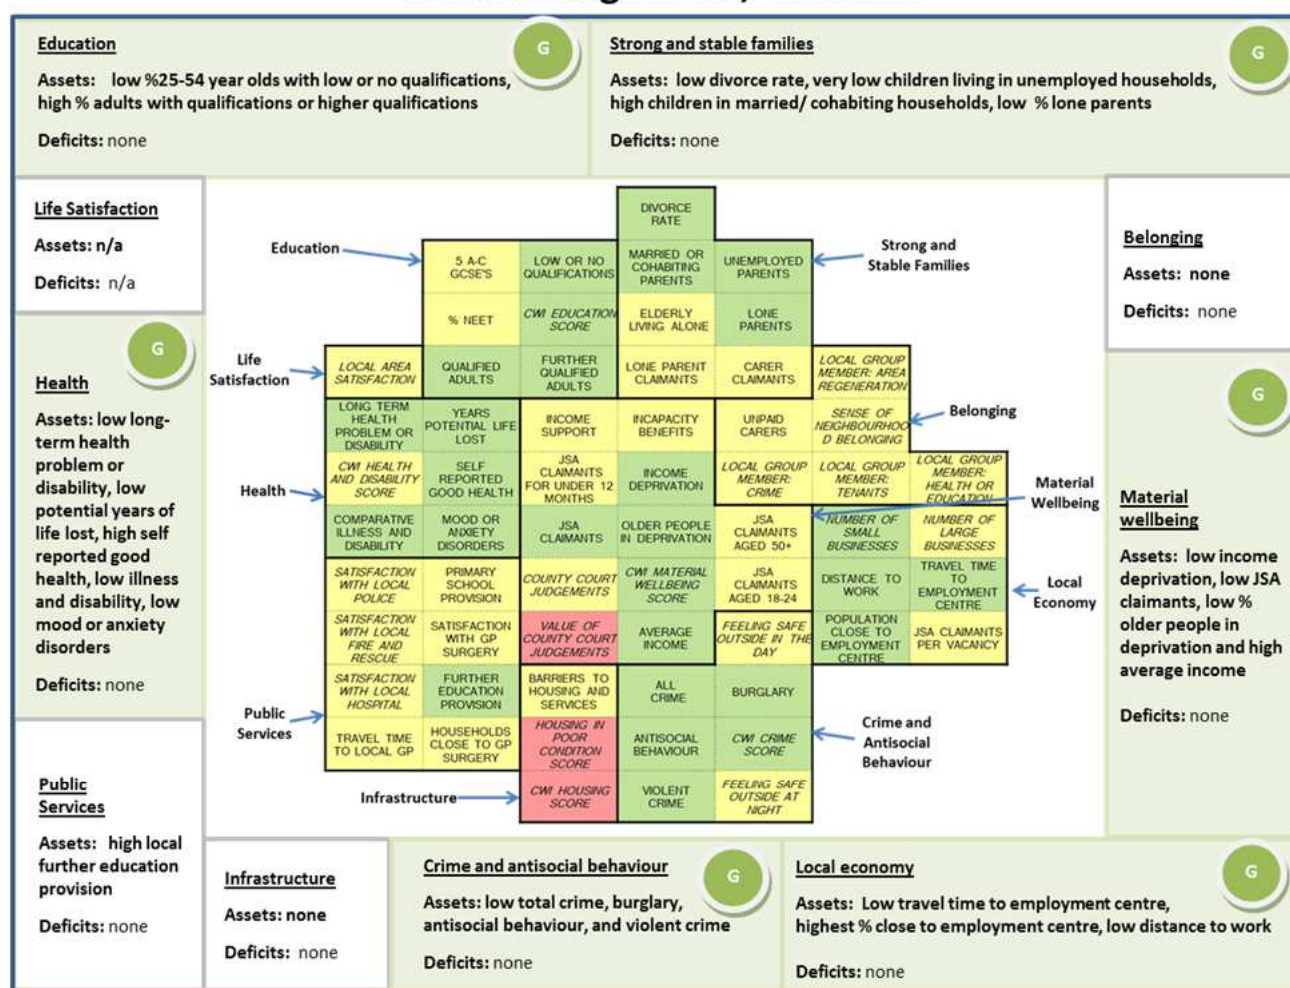 Education
G
Assets: low %25-54 year olds with low or no qualifications,
high % adults with qualifications or higher qualifications
Deficits: none
Strong and stable families
G
Assets: low divorce rate, very low children living in unemployed households,
high children in married/ cohabiting households, low % lone parents
Deficits: none
Life Satisfaction
Assets: n/a
Deficits: n/a
G
Health
Assets: low long-
term health
problem or
disability, low
potential years of
life lost, high self
reported good
health, low illness
and disability, low
mood or anxiety
disorders
Deficits: none
Public
Services
Assets: high local
further education
provision
Deficits: none
Education
Life
Satisfaction
Health
Public
Services
Infrastructure
DIVORCE
RATE
5 A-C
GCSE'S
LOW OR NO
QUALIFICATIONS
MARRIED OR
COHABITING
PARENTS
UNEMPLOYED
PARENTS
% NEET
CWI EDUCATION
SCORE
ELDERLY
LIVING ALONE
LONE
PARENTS
LOCAL AREA
SATISFACTION
QUALIFIED
ADULTS
FURTHER
QUALIFIED
ADULTS
LONE PARENT
CLAIMANTS
CARER
CLAIMANTS
LOCAL GROUP
MEMBER: AREA
REGENERATION
LONG TERM
HEALTH
PROBLEM OR
DISABILITY
YEARS
POTENTIAL LIFE
LOST
INCOME
SUPPORT
INCAPACITY
BENEFITS
UNPAID
CARERS
SENSE OF
NEIGHBOURHOO
D BELONGING
CWI HEALTH
AND DISABILITY
SCORE
SELF
REPORTED
GOOD HEALTH
JSA
CLAIMANTS
FOR UNDER 12
MONTHS
INCOME
DEPRIVATION
LOCAL GROUP
MEMBER:
CRIME
LOCAL GROUP
MEMBER:
TENANTS
LOCAL GROUP
MEMBER:
HEALTH OR
EDUCATION
COMPARATIVE
ILLNESS AND
DISABILITY
MOOD OR
ANXIETY
DISORDERS
JSA
CLAIMANTS
OLDER PEOPLE
IN DEPRIVATION
JSA
CLAIMANTS
AGED 50+
NUMBER OF
SMALL
BUSINESSES
NUMBER OF
LARGE
BUSINESSES
SATISFACTION
WITH LOCAL
POLICE
PRIMARY
SCHOOL
PROVISION
COUNTY COURT
JUDGEMENTS
CWI MATERIAL
WELLBEING
SCORE
JSA
CLAIMANTS
AGED 18-24
DISTANCE TO
WORK
TRAVEL TIME
TO
EMPLOYMENT
CENTRE
SATISFACTION
WITH LOCAL
FIRE AND
RESCUE
SATISFACTION
WITH GP
SURGERY
VALUE OF
COUNTY COURT
JUDGEMENTS
AVERAGE
INCOME
FEELING SAFE
OUTSIDE IN THE
DAY
POPULATION
CLOSE TO
EMPLOYMENT
CENTRE
JSA CLAIMANTS
PER VACANCY
SATISFACTION
WITH LOCAL
HOSPITAL
FURTHER
EDUCATION
PROVISION
BARRIERS TO
HOUSING AND
SERVICES
ALL
CRIME
BURGLARY
TRAVEL TIME
TO LOCAL GP
HOUSEHOLDS
CLOSE TO GP
SURGERY
HOUSING IN
POOR
CONDITION
SCORE
ANTISOCIAL
BEHAVIOUR
CWI CRIME
SCORE
CWI HOUSING
SCORE
VIOLENT
CRIME
FEELING SAFE
OUTSIDE AT
NIGHT
Strong and
Stable Families
Belonging
Material
Wellbeing
Local
Economy
Crime and
Antisocial
Behaviour
Belonging
Assets: none
Deficits: none
G
Material
wellbeing
Assets: low income
deprivation, low JSA
claimants, low %
older people in
deprivation and high
average income
Deficits: none
Infrastructure
Assets: none
Deficits: none
Crime and antisocial behaviour
G
Assets: low total crime, burglary,
antisocial behaviour, and violent crime
Deficits: none
Local economy
G
Assets: Low travel time to employment centre,
highest % close to employment centre, low distance to work
Deficits: none